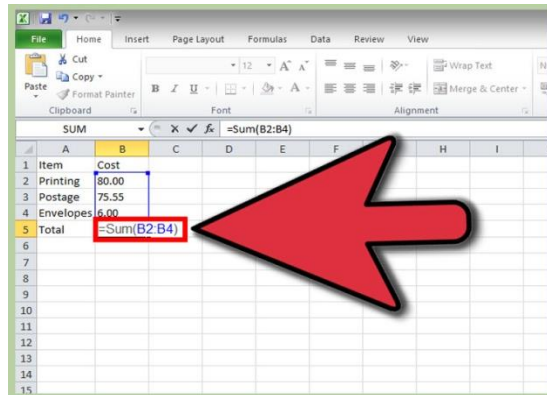 File Home Insert Page Layout Formulas Data Review View
Cut
Copy
Format Painter
Paste
12 A A
Wrap Text
B I U A
Merge & Center
Clipboard Font Alignment
SUM fx =Sum(B2:B4)
A B C D E F H I
1 Item Cost
2 Printing 80.00
3 Postage 75.55
4 Envelopes 6.00
5 Total =Sum(B2:B4)
6
7
8
9
10
11
12
13
14
15